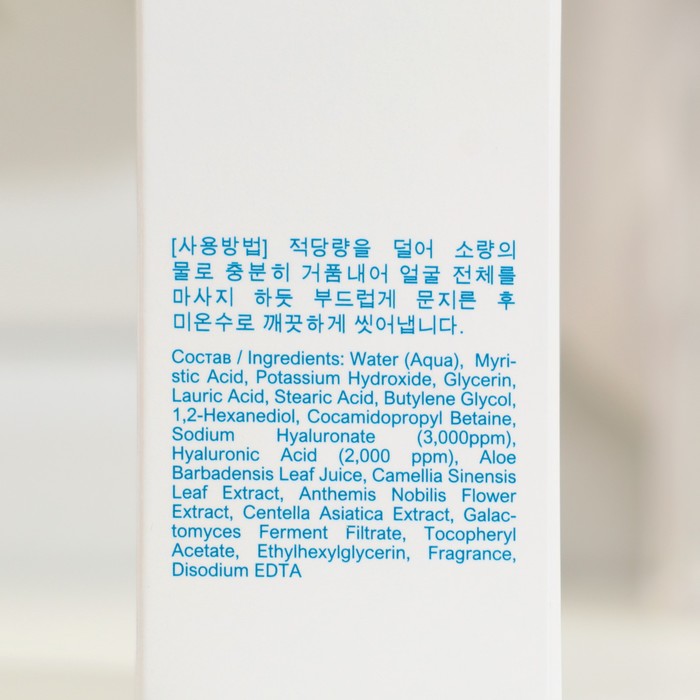 [사용방법] 적당량을 덜어 소량의
물로 충분히 거품내어 얼굴 전체를
마사지 하듯 부드럽게 문지른 후
미온수로 깨끗하게 씻어냅니다.
Состав / Ingredients: Water (Aqua), Myri-
stic Acid, Potassium Hydroxide, Glycerin,
Lauric Acid, Stearic Acid, Butylene Glycol,
1,2-Hexanediol, Cocamidopropyl Betaine,
Sodium Hyaluronate (3,000ppm),
Hyaluronic Acid (2,000 ppm), Aloe
Barbadensis Leaf Juice, Camellia Sinensis
Leaf Extract, Anthemis Nobilis Flower
Extract, Centella Asiatica Extract, Galac-
tomyces Ferment Filtrate, Tocopheryl
Acetate, Ethylhexylglycerin, Fragrance,
Disodium EDTA